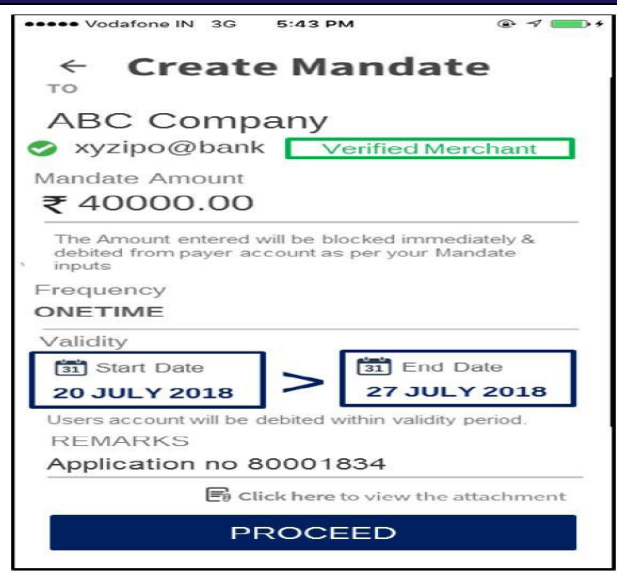 Vodafone IN 3G 5:43 PM
← Create Mandate
TO
ABC Company
xyzipo@bank Verified Merchant
Mandate Amount
₹ 40000.00
The Amount entered will be blocked immediately &
debited from payer account as per your Mandate
inputs
Frequency
ONETIME
Validity
31 Start Date > 31 End Date
20 JULY 2018 27 JULY 2018
Users account will be debited within validity period.
REMARKS
Application no 80001834
Click here to view the attachment
PROCEED